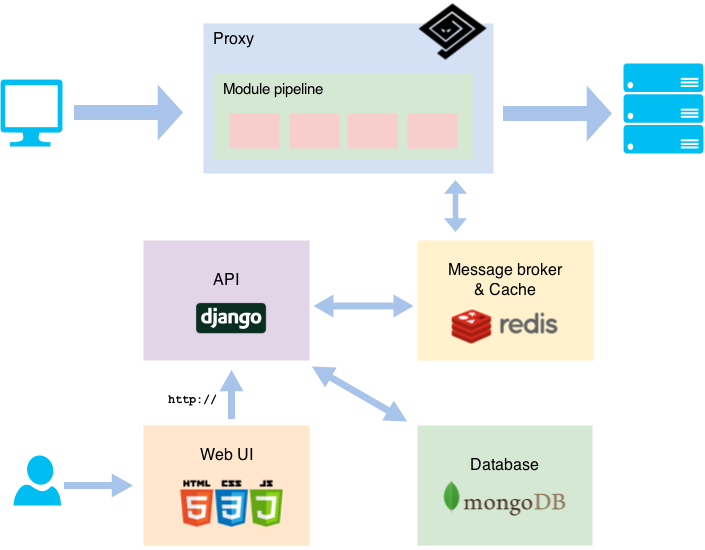 Proxy
Module pipeline
API
django
Message broker
& Cache
redis
http://
Web UI
HTML CSS JS
5 3
Database
mongoDB